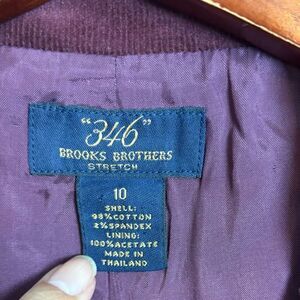 "346"
BROOKS BROTHERS
STRETCH
10
SHELL:
98%COTTON
2%SPANDEX
LINING:
100%ACETATE
MADE IN
THAILAND